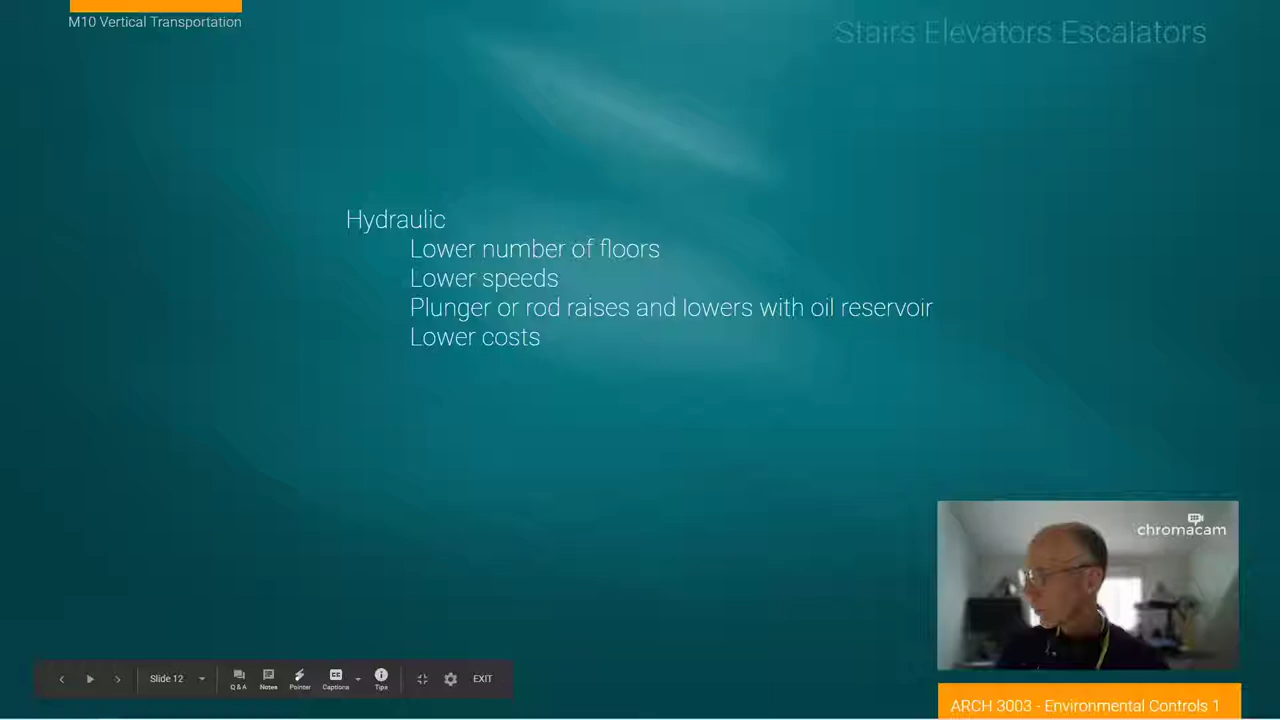 M10 Vertical Transportation
Stairs Elevators Escalators
Hydraulic
Lower number of floors
Lower speeds
Plunger or rod raises and lowers with oil reservoir
Lower costs
chromacam
Slide 12
Q & A
Notes
Pointer
CC
Captions
Tips
EXIT
ARCH 3003 - Environmental Controls 1